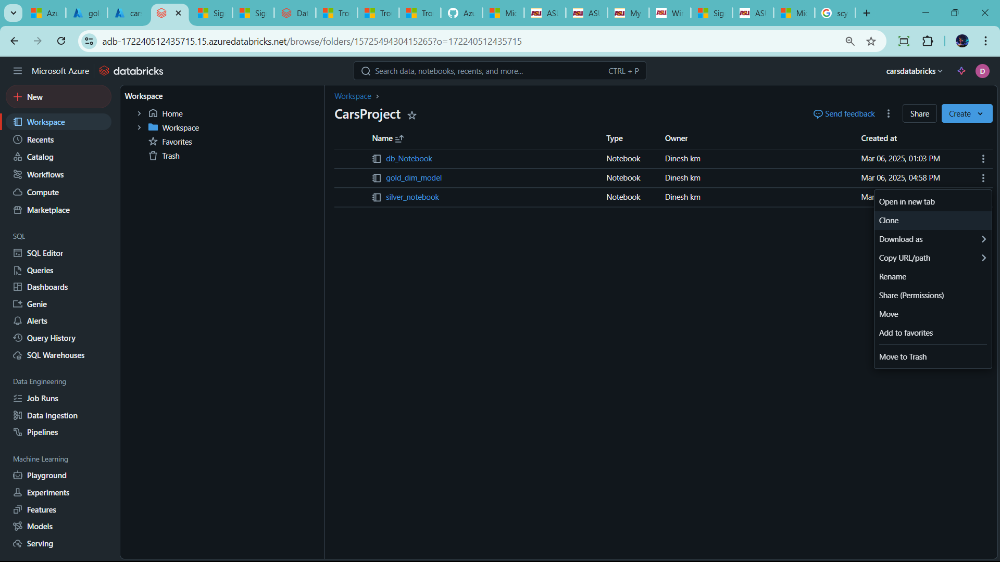 Azu
gol
car
Sig
Sig
Dat
Tro
Tro
Tro
Azu
Mic
ASU
ASU
My
Wir
Sig
ASU
Mic
scy
adb-172240512435715.15.azuredatabricks.net/browse/folders/1572549430415265?o=172240512435715
Microsoft Azure
databricks
Search data, notebooks, recents, and more...
CTRL + P
carsdatabricks
D
New
Workspace
Recents
Catalog
Workflows
Compute
Marketplace
SQL
SQL Editor
Queries
Dashboards
Genie
Alerts
Query History
SQL Warehouses
Data Engineering
Job Runs
Data Ingestion
Pipelines
Machine Learning
Playground
Experiments
Features
Models
Serving
Workspace
Home
Workspace
Favorites
Trash
Workspace ›
CarsProject
Send feedback
Share
Create
Name Type Owner Created at
db_Notebook Notebook Dinesh km Mar 06, 2025, 01:03 PM
gold_dim_model Notebook Dinesh km Mar 06, 2025, 04:58 PM
silver_notebook Notebook Dinesh km Mar
Open in new tab
Clone
Download as
Copy URL/path
Rename
Share (Permissions)
Move
Add to favorites
Move to Trash